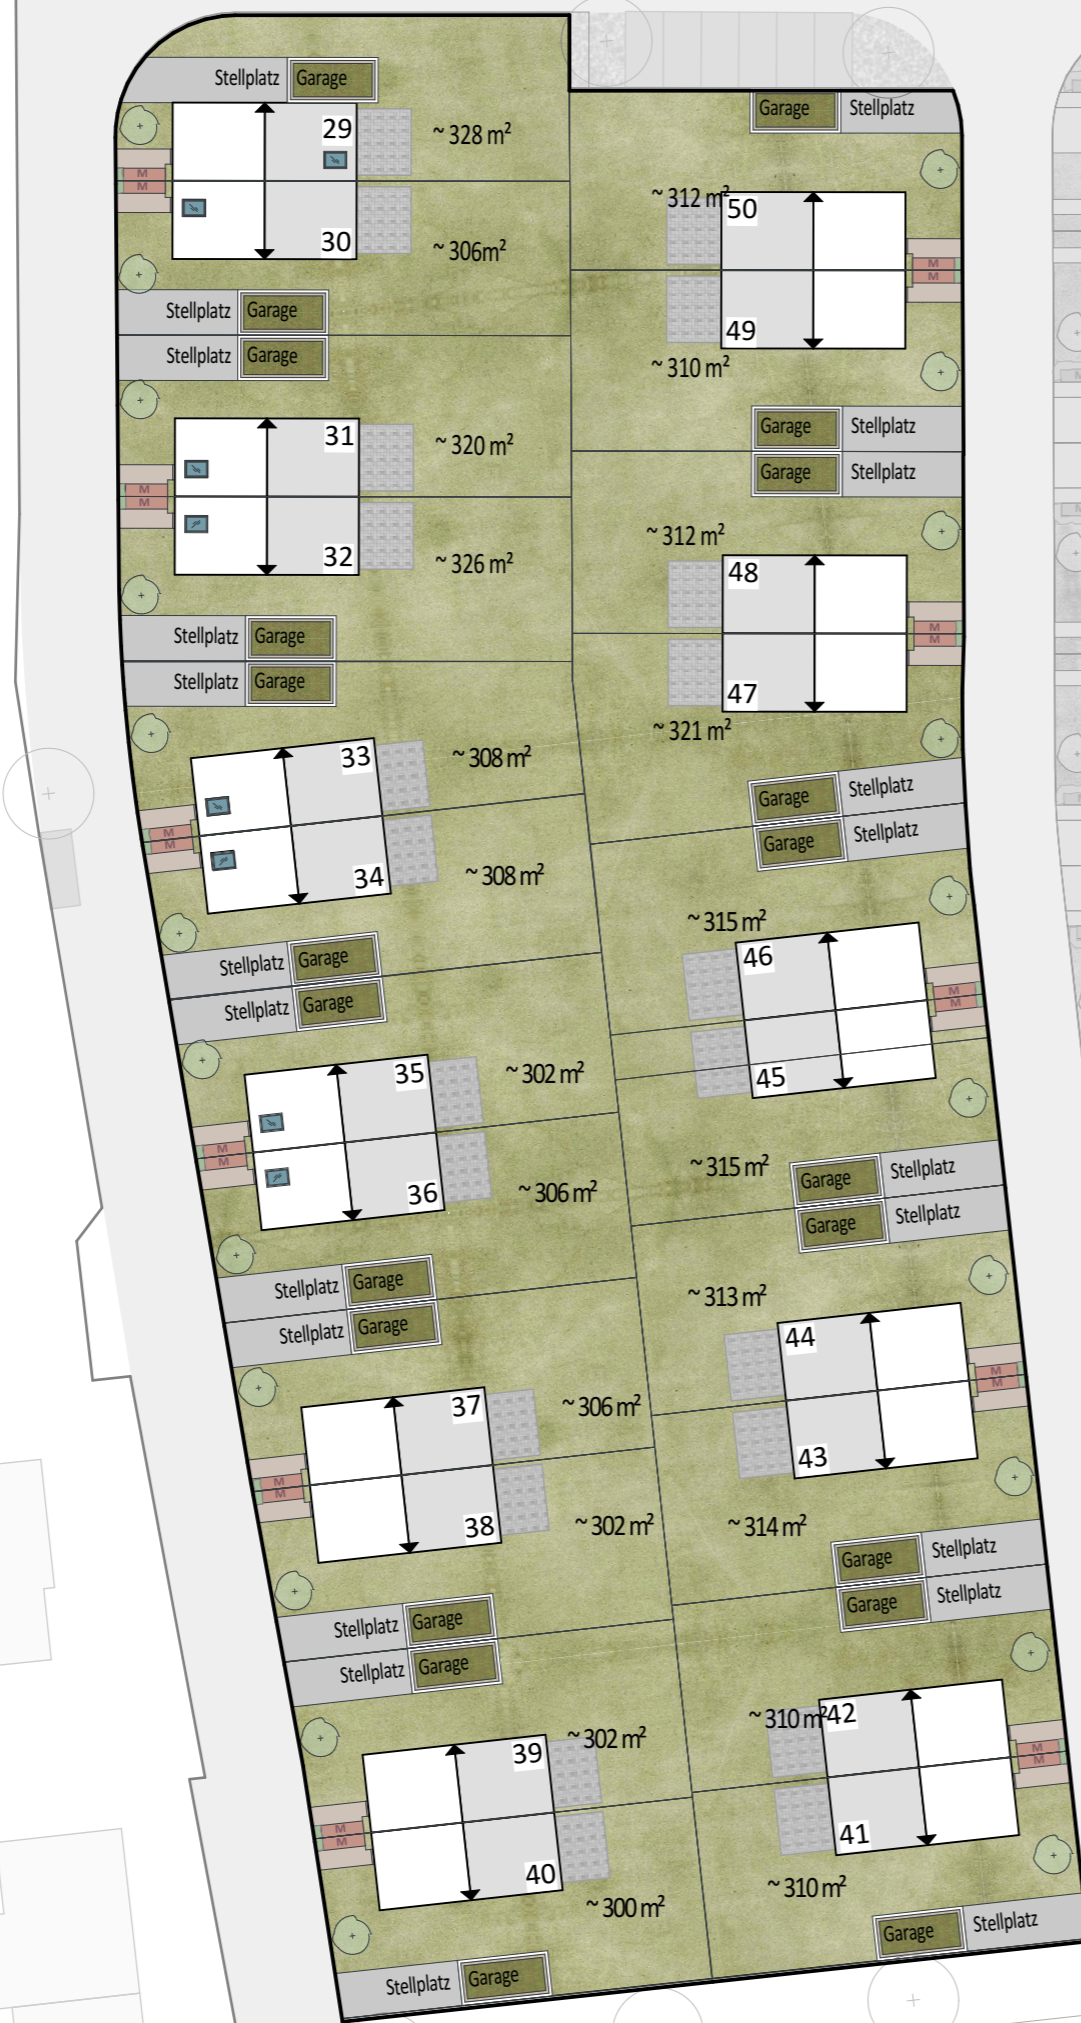 Stellplatz Garage
29
~ 328 m²
M
M
30
~ 306m²
Stellplatz Garage
Stellplatz Garage
31
~ 320 m²
M
M
32
~ 326 m²
Stellplatz Garage
Stellplatz Garage
33
~ 308 m²
M
M
34
~ 308 m²
Stellplatz Garage
Stellplatz Garage
35
~ 302 m²
M
M
36
~ 306 m²
Stellplatz Garage
Stellplatz Garage
37
~ 306 m²
M
M
38
~ 302 m²
Stellplatz Garage
Stellplatz Garage
39
~ 302 m²
M
M
40
~ 300 m²
Stellplatz Garage
Garage Stellplatz
~ 312 m²
50
M
M
49
~ 310 m²
Garage Stellplatz
Garage Stellplatz
~ 312 m²
48
M
M
47
~ 321 m²
Garage Stellplatz
Garage Stellplatz
~ 315 m²
46
M
M
45
~ 315 m²
Garage Stellplatz
Garage Stellplatz
~ 313 m²
44
M
M
43
~ 314 m²
Garage Stellplatz
Garage Stellplatz
~ 310 m²
42
M
M
41
~ 310 m²
Garage Stellplatz